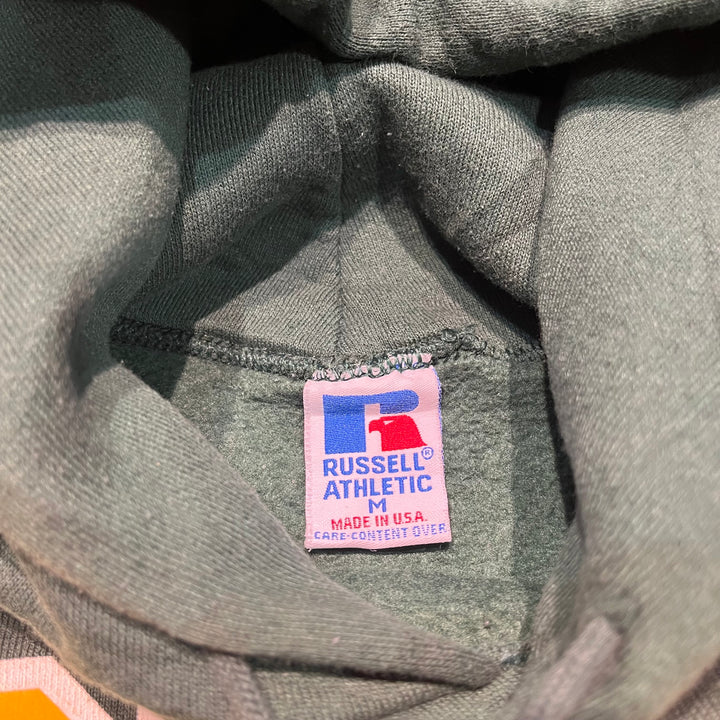 RUSSELL®
ATHLETIC
M
MADE IN U.S.A.
CARE-CONTENT OVER